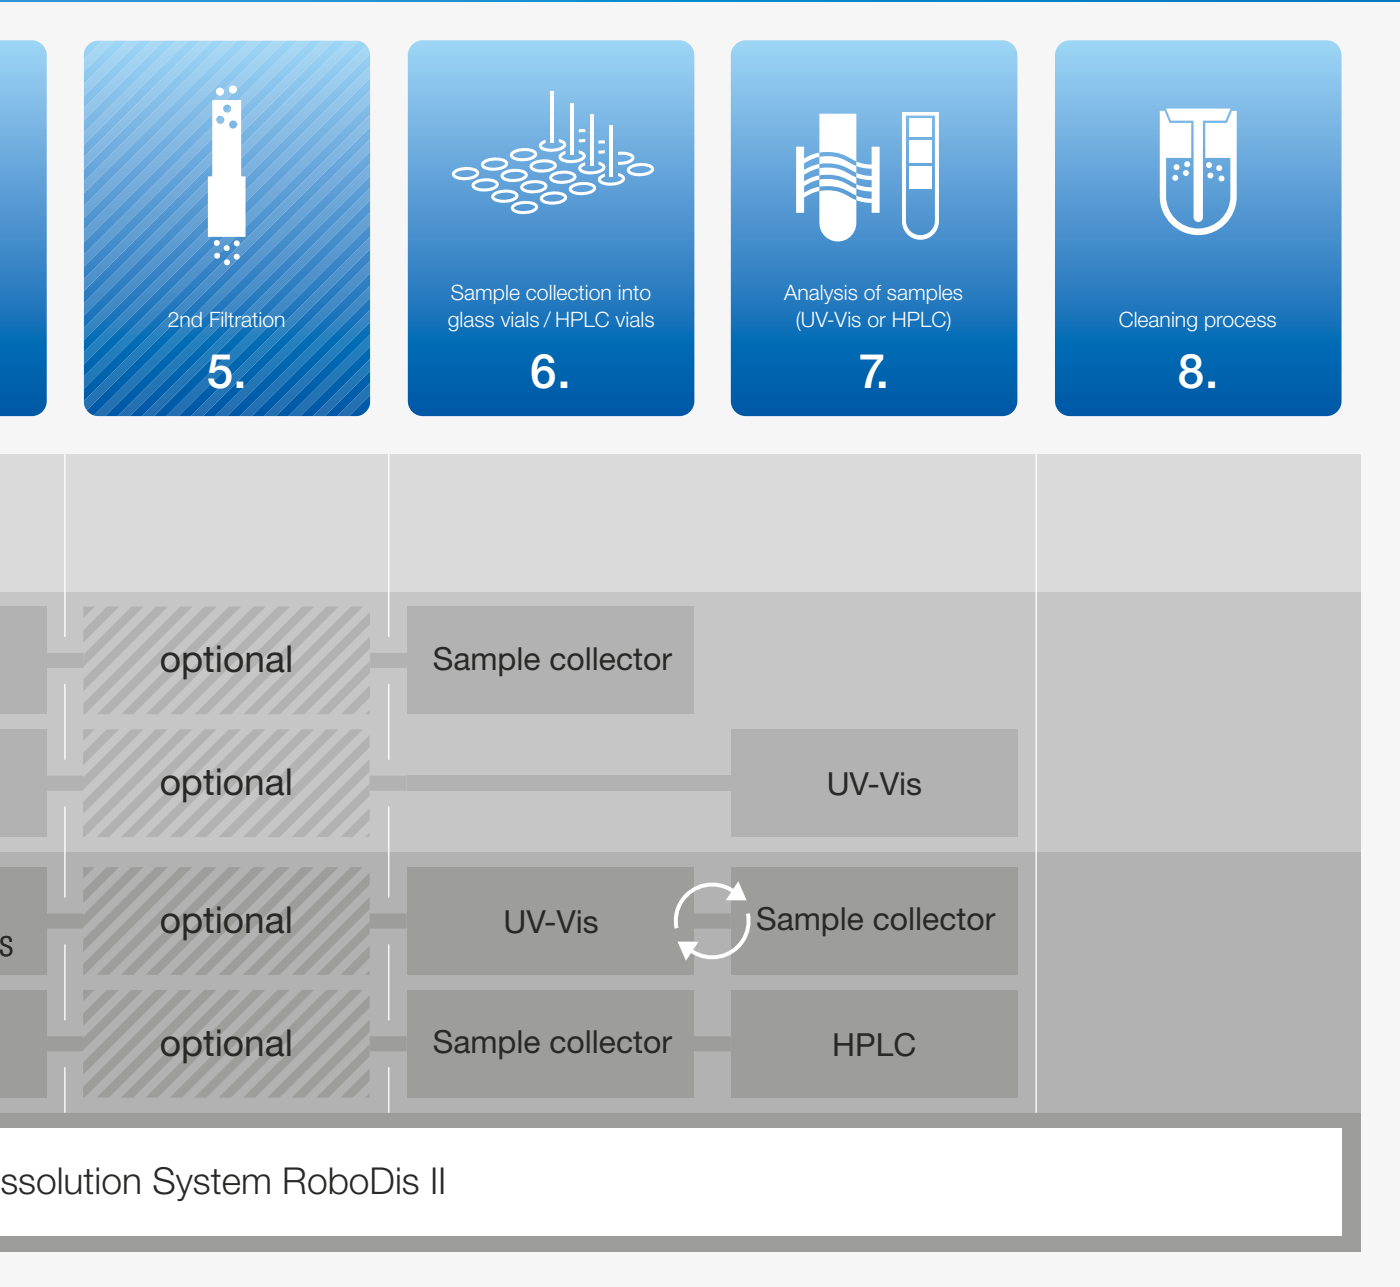 2nd Filtration
5.
Sample collection into
glass vials / HPLC vials
6.
Analysis of samples
(UV-Vis or HPLC)
7.
Cleaning process
8.
optional
Sample collector
optional
UV-Vis
s
optional
UV-Vis
Sample collector
optional
Sample collector
HPLC
ssolution System RoboDis II